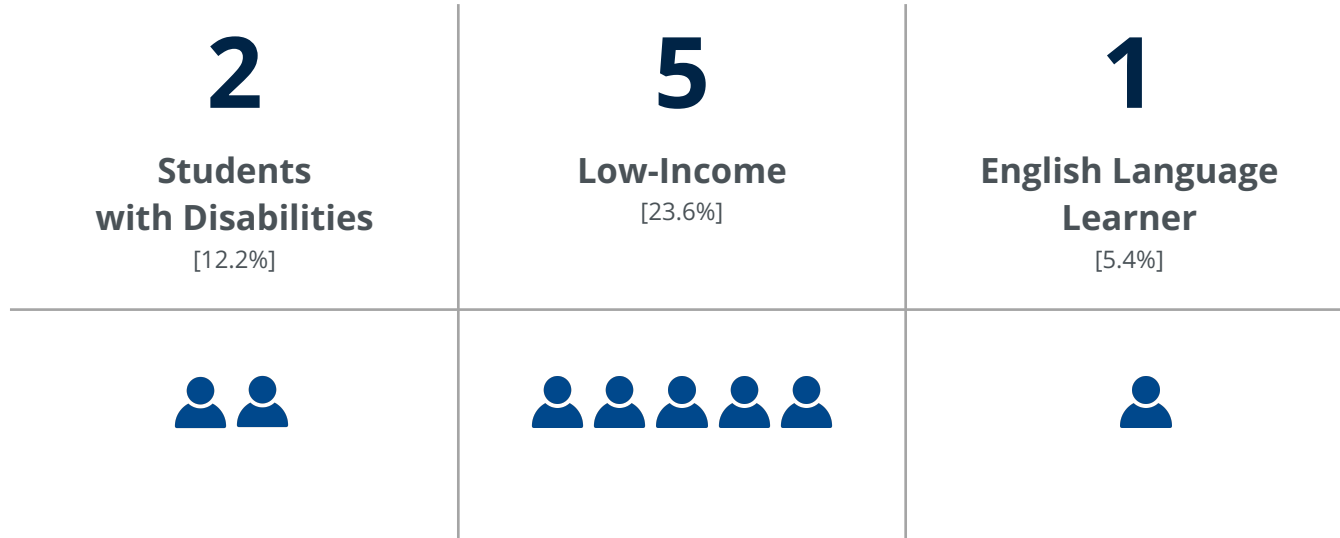 2
Students
with Disabilities
[12.2%]
5
Low-Income
[23.6%]
1
English Language
Learner
[5.4%]